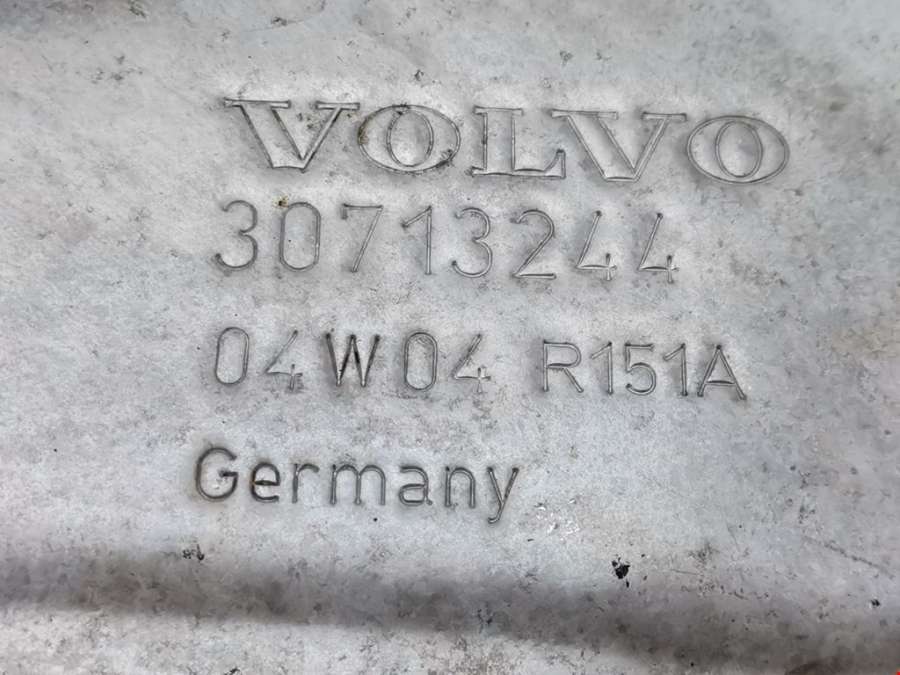 VOLVO
30713244
04W04 R151A
Germany